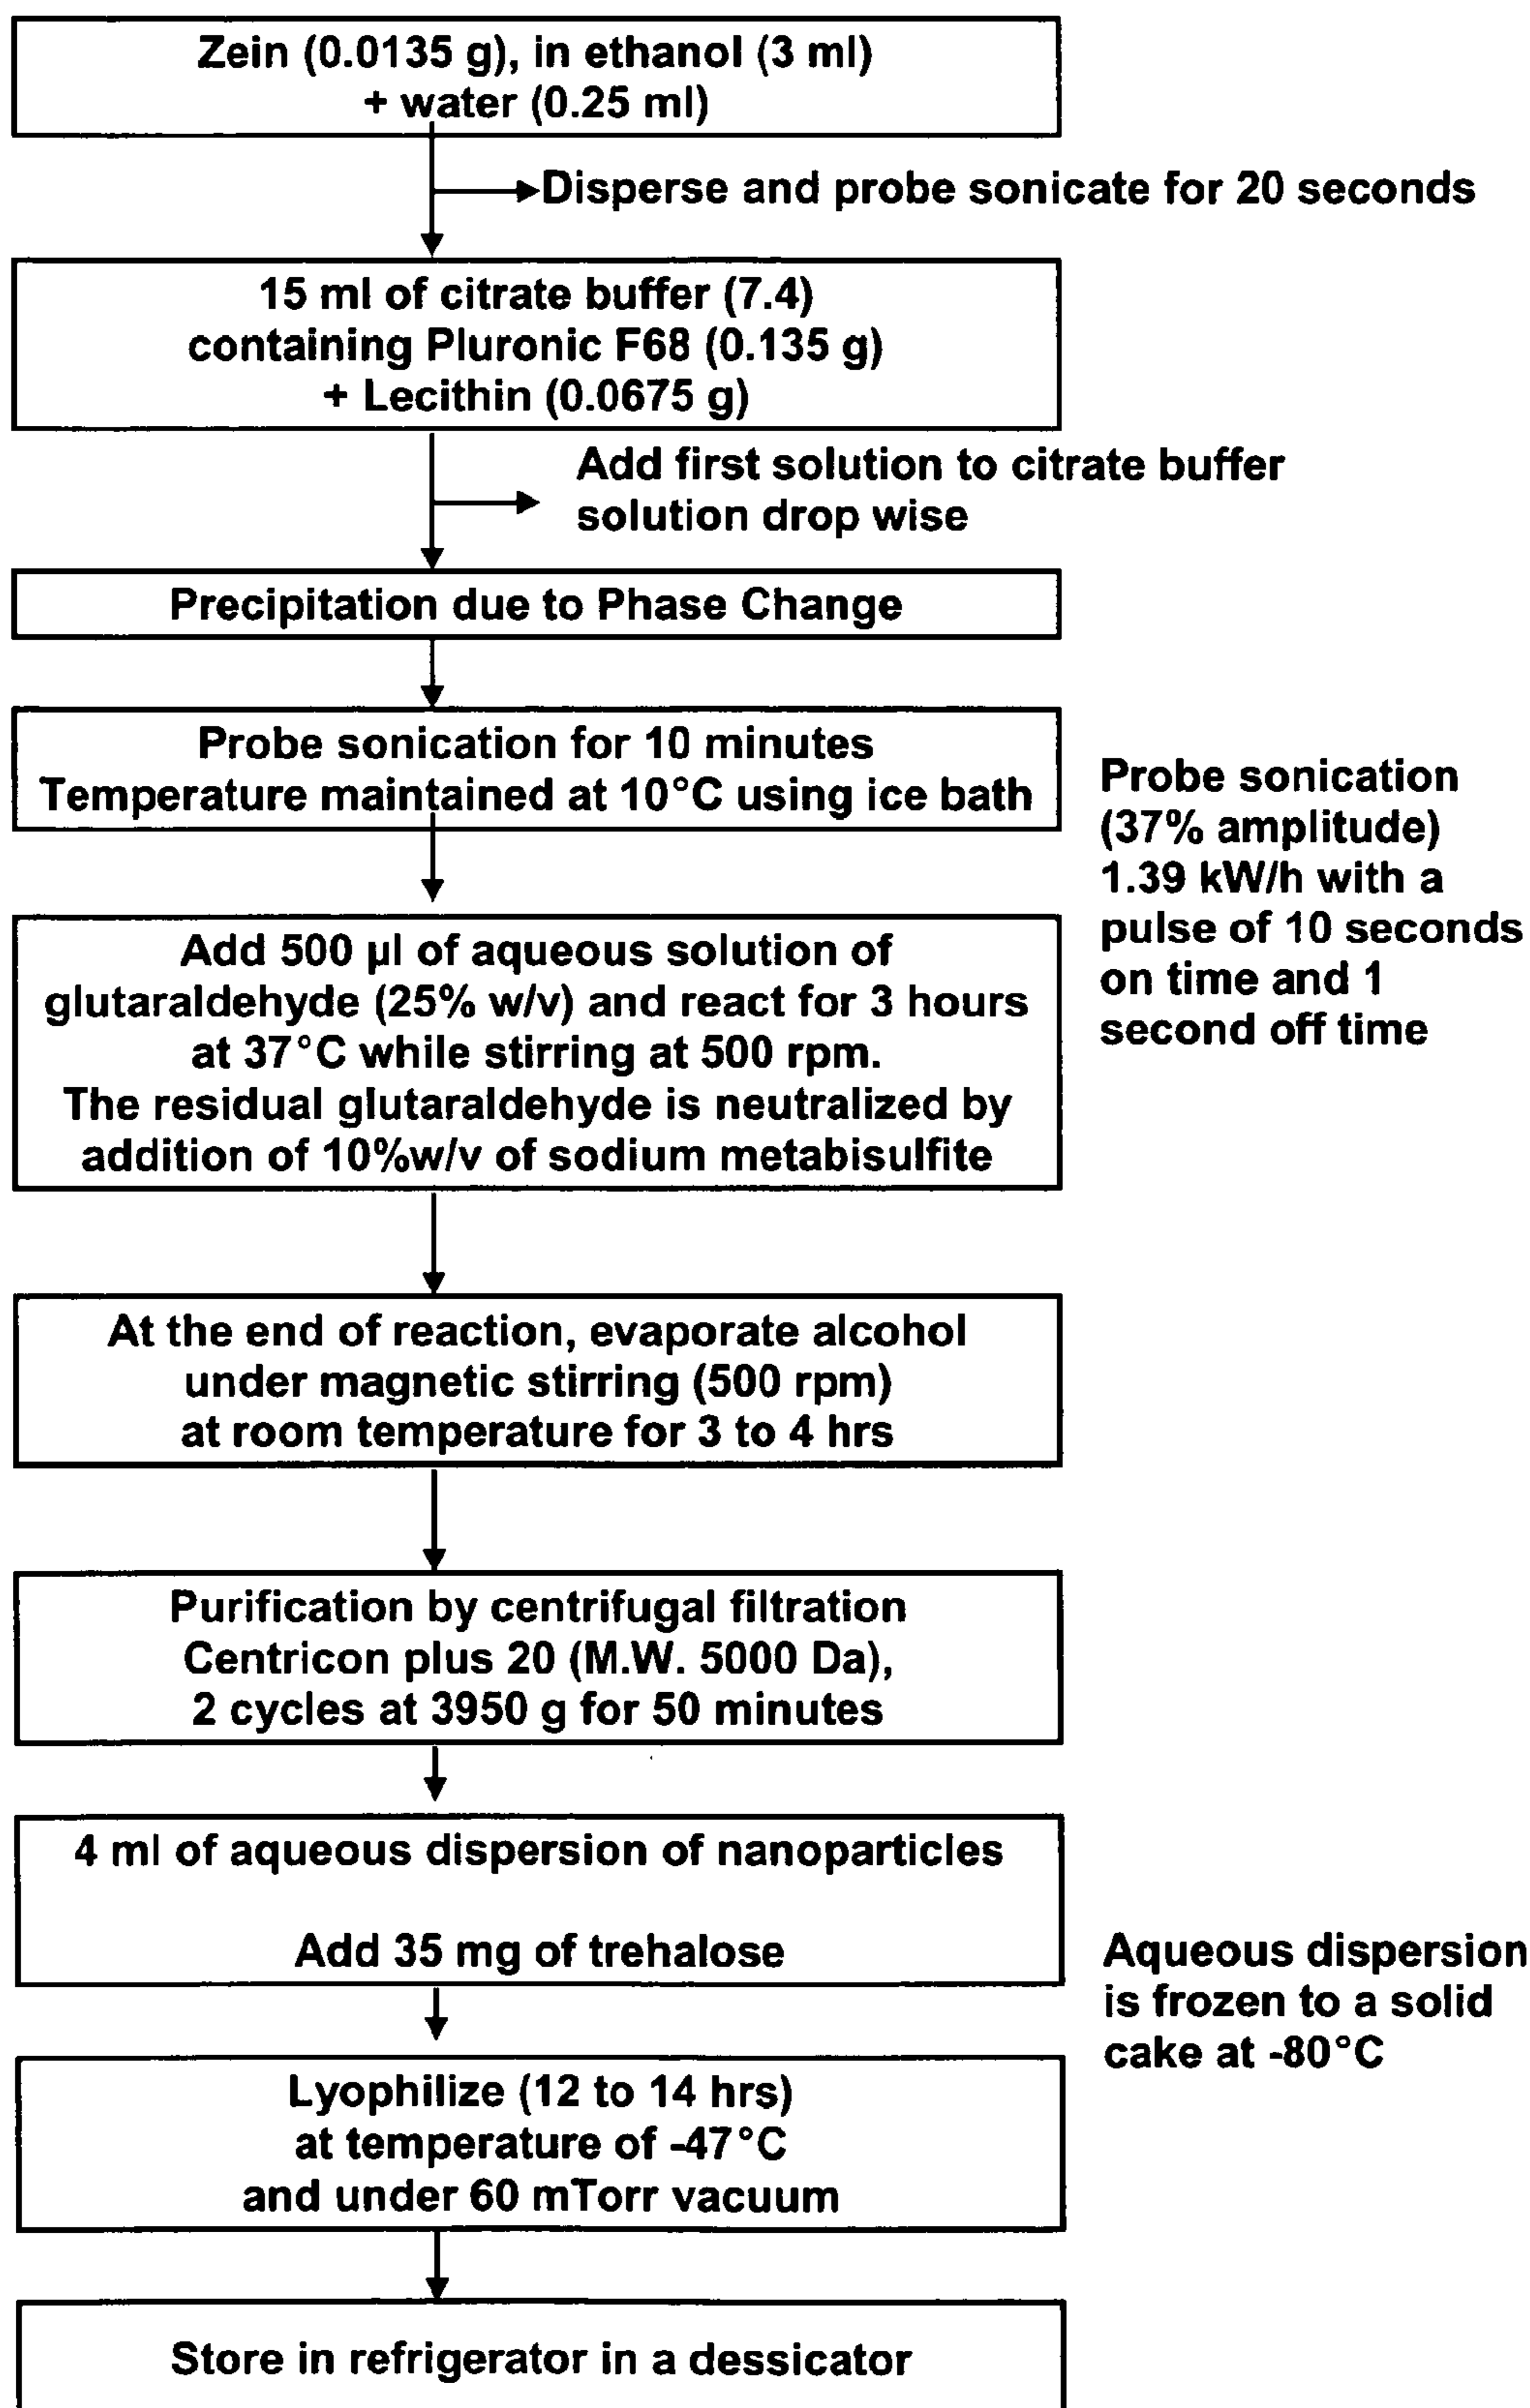 Zein (0.0135 g), in ethanol (3 ml)
+ water (0.25 ml)
Disperse and probe sonicate for 20 seconds
15 ml of citrate buffer (7.4)
containing Pluronic F68 (0.135 g)
+ Lecithin (0.0675 g)
Add first solution to citrate buffer
solution drop wise
Precipitation due to Phase Change
Probe sonication for 10 minutes
Temperature maintained at 10°C using ice bath
Probe sonication
(37% amplitude)
1.39 kW/h with a
pulse of 10 seconds
on time and 1
second off time
Add 500 µl of aqueous solution of
glutaraldehyde (25% w/v) and react for 3 hours
at 37°C while stirring at 500 rpm.
The residual glutaraldehyde is neutralized by
addition of 10%w/v of sodium metabisulfite
At the end of reaction, evaporate alcohol
under magnetic stirring (500 rpm)
at room temperature for 3 to 4 hrs
Purification by centrifugal filtration
Centricon plus 20 (M.W. 5000 Da),
2 cycles at 3950 g for 50 minutes
4 ml of aqueous dispersion of nanoparticles
Add 35 mg of trehalose
Aqueous dispersion
is frozen to a solid
cake at -80°C
Lyophilize (12 to 14 hrs)
at temperature of -47°C
and under 60 mTorr vacuum
Store in refrigerator in a dessicator